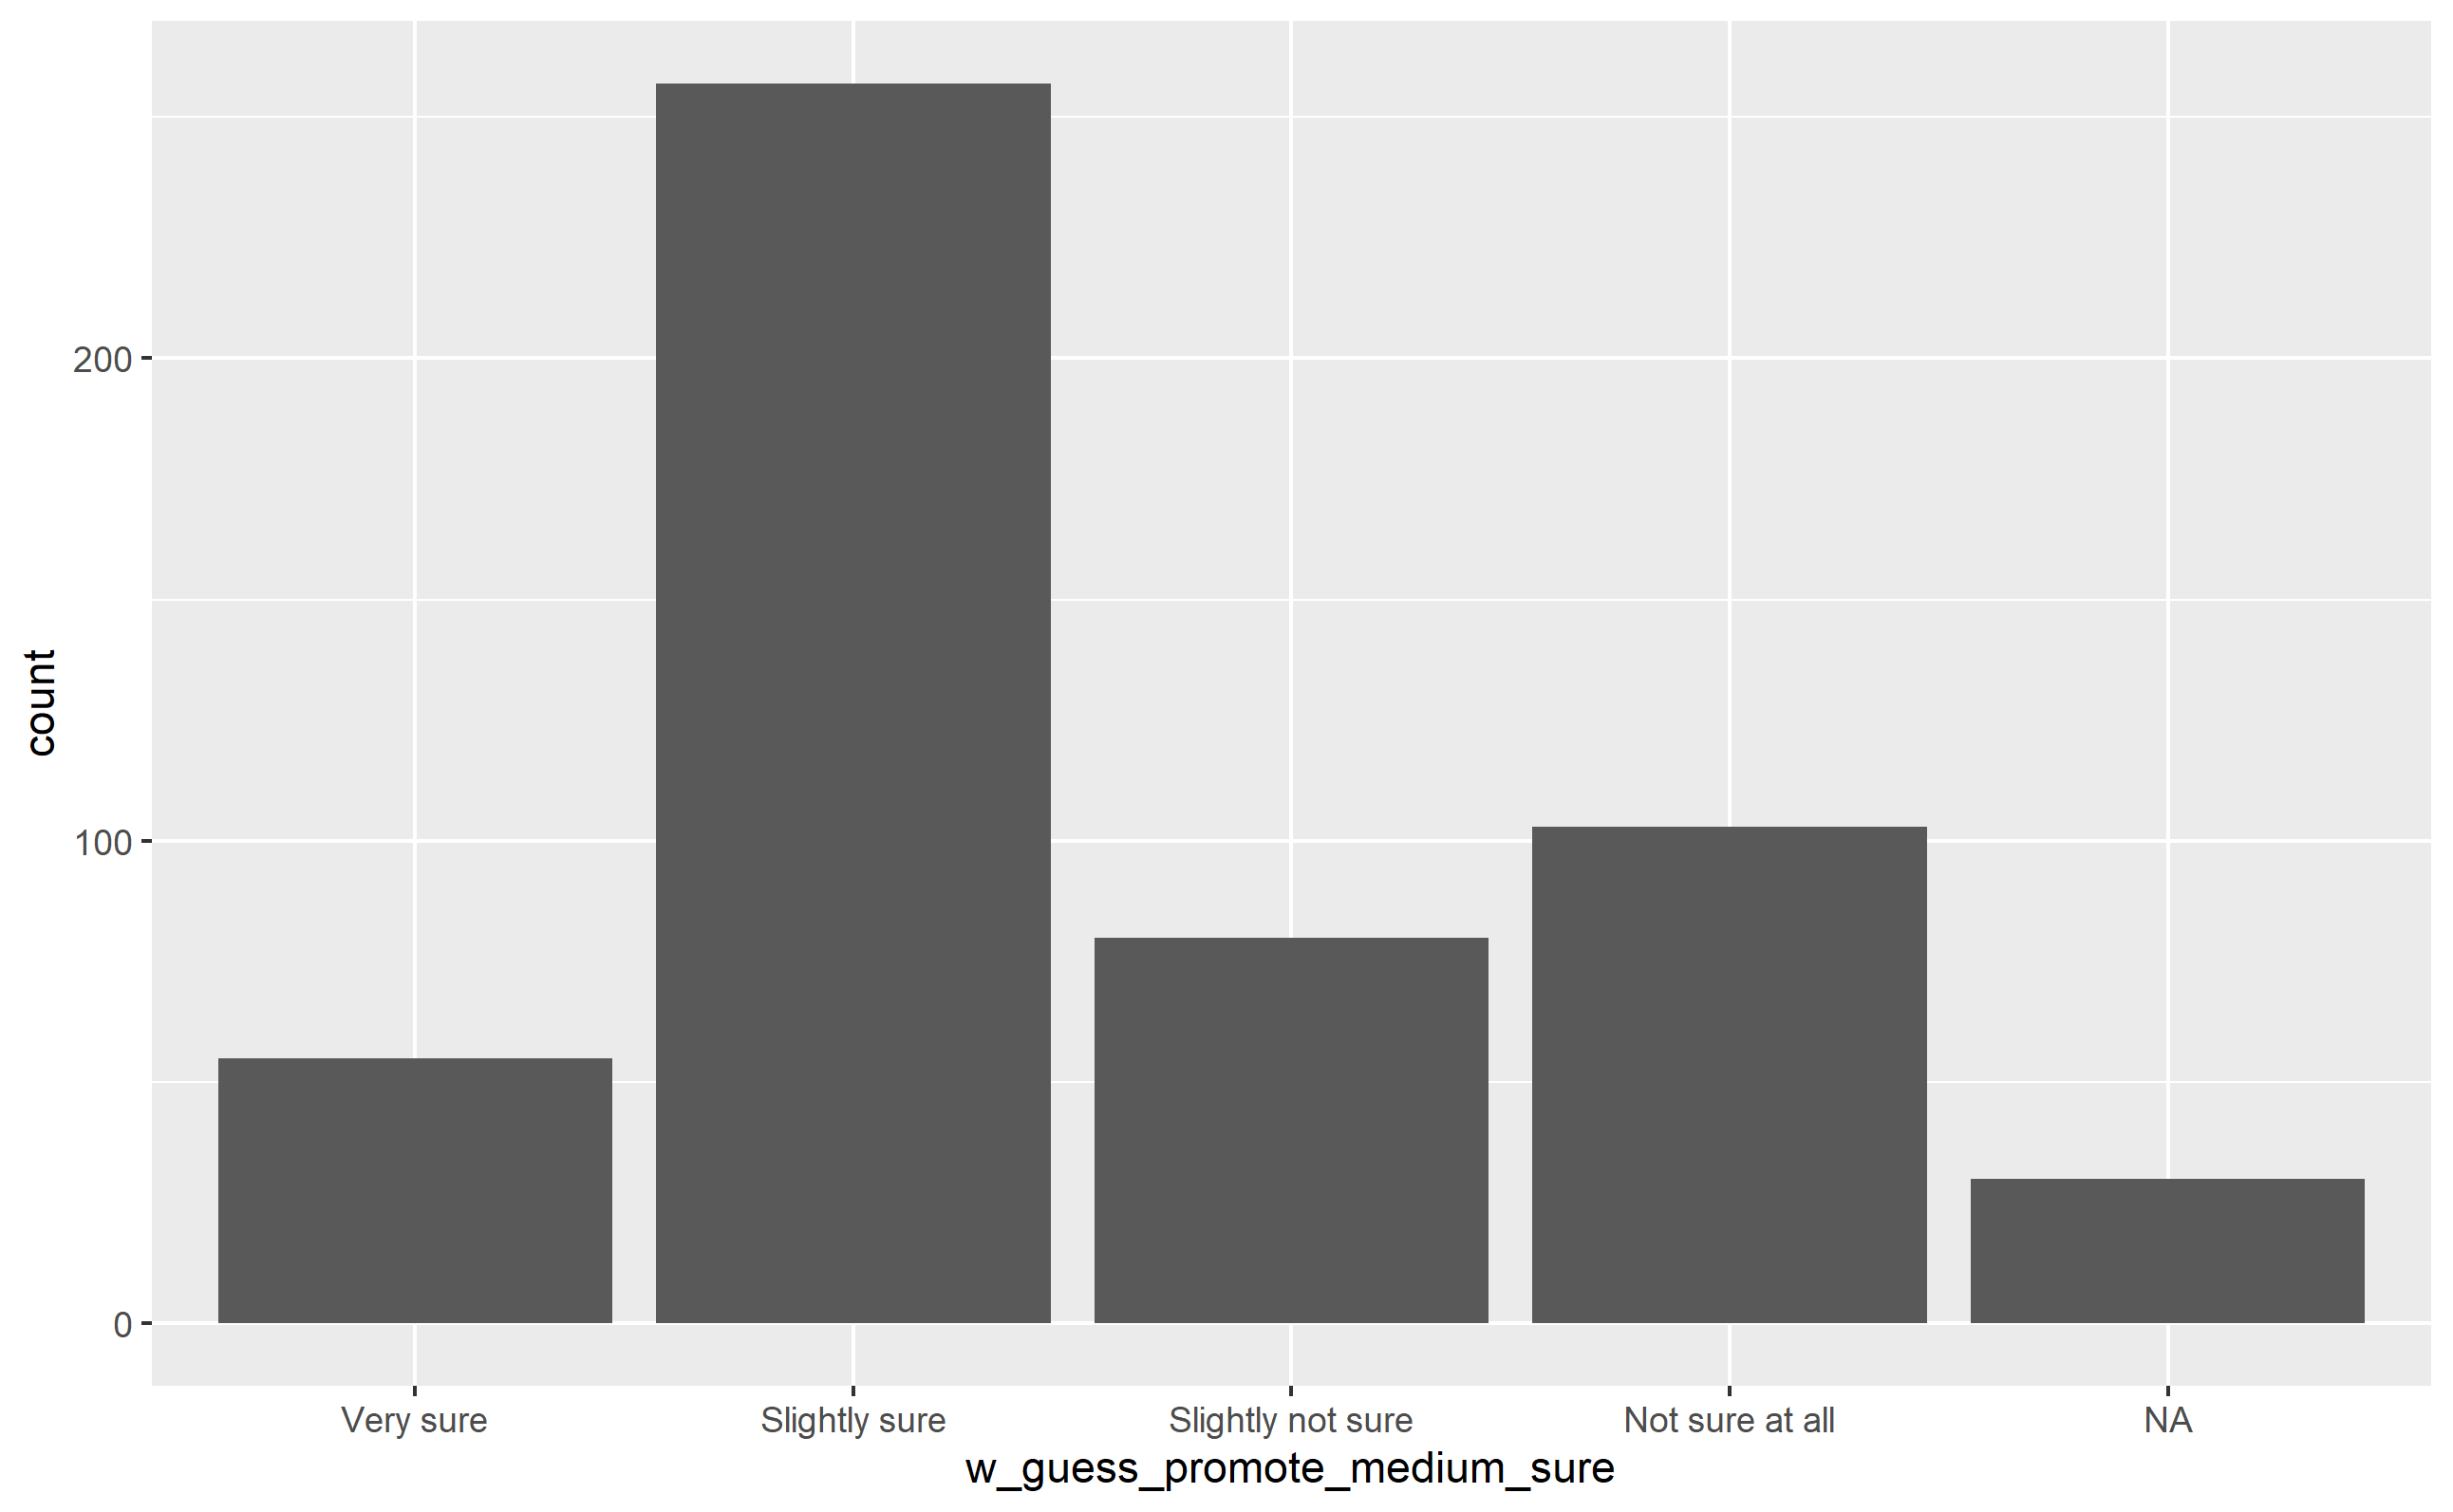 count
200
100
0
Very sure
Slightly sure
Slightly not sure
Not sure at all
NA
w_guess_promote_medium_sure